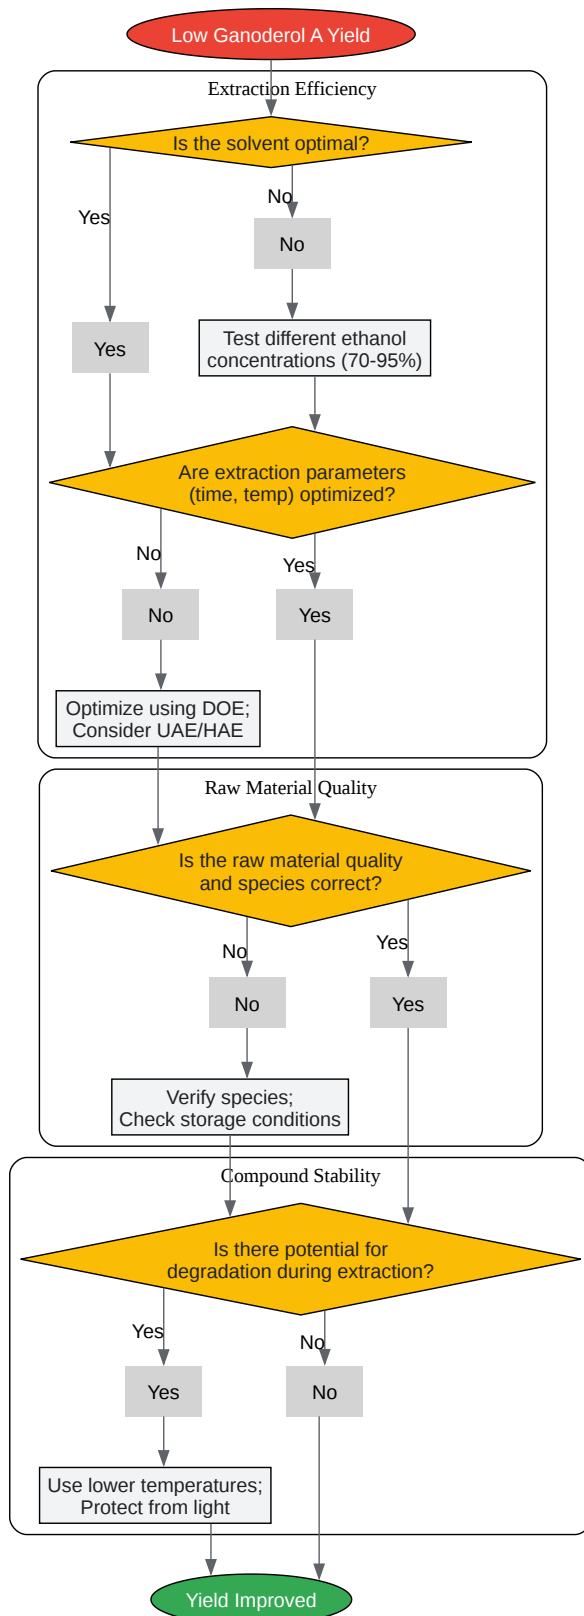 Low Ganoderol A Yield
Extraction Efficiency
Is the solvent optimal?
No
Yes
No
Yes
Test different ethanol
concentrations (70-95%)
Are extraction parameters
(time, temp) optimized?
No
Yes
No
Yes
Optimize using DOE;
Consider UAE/HAE
Raw Material Quality
Is the raw material quality
and species correct?
No
Yes
No
Yes
Verify species;
Check storage conditions
Compound Stability
Is there potential for
degradation during extraction?
Yes
No
Yes
No
Use lower temperatures;
Protect from light
Yield Improved